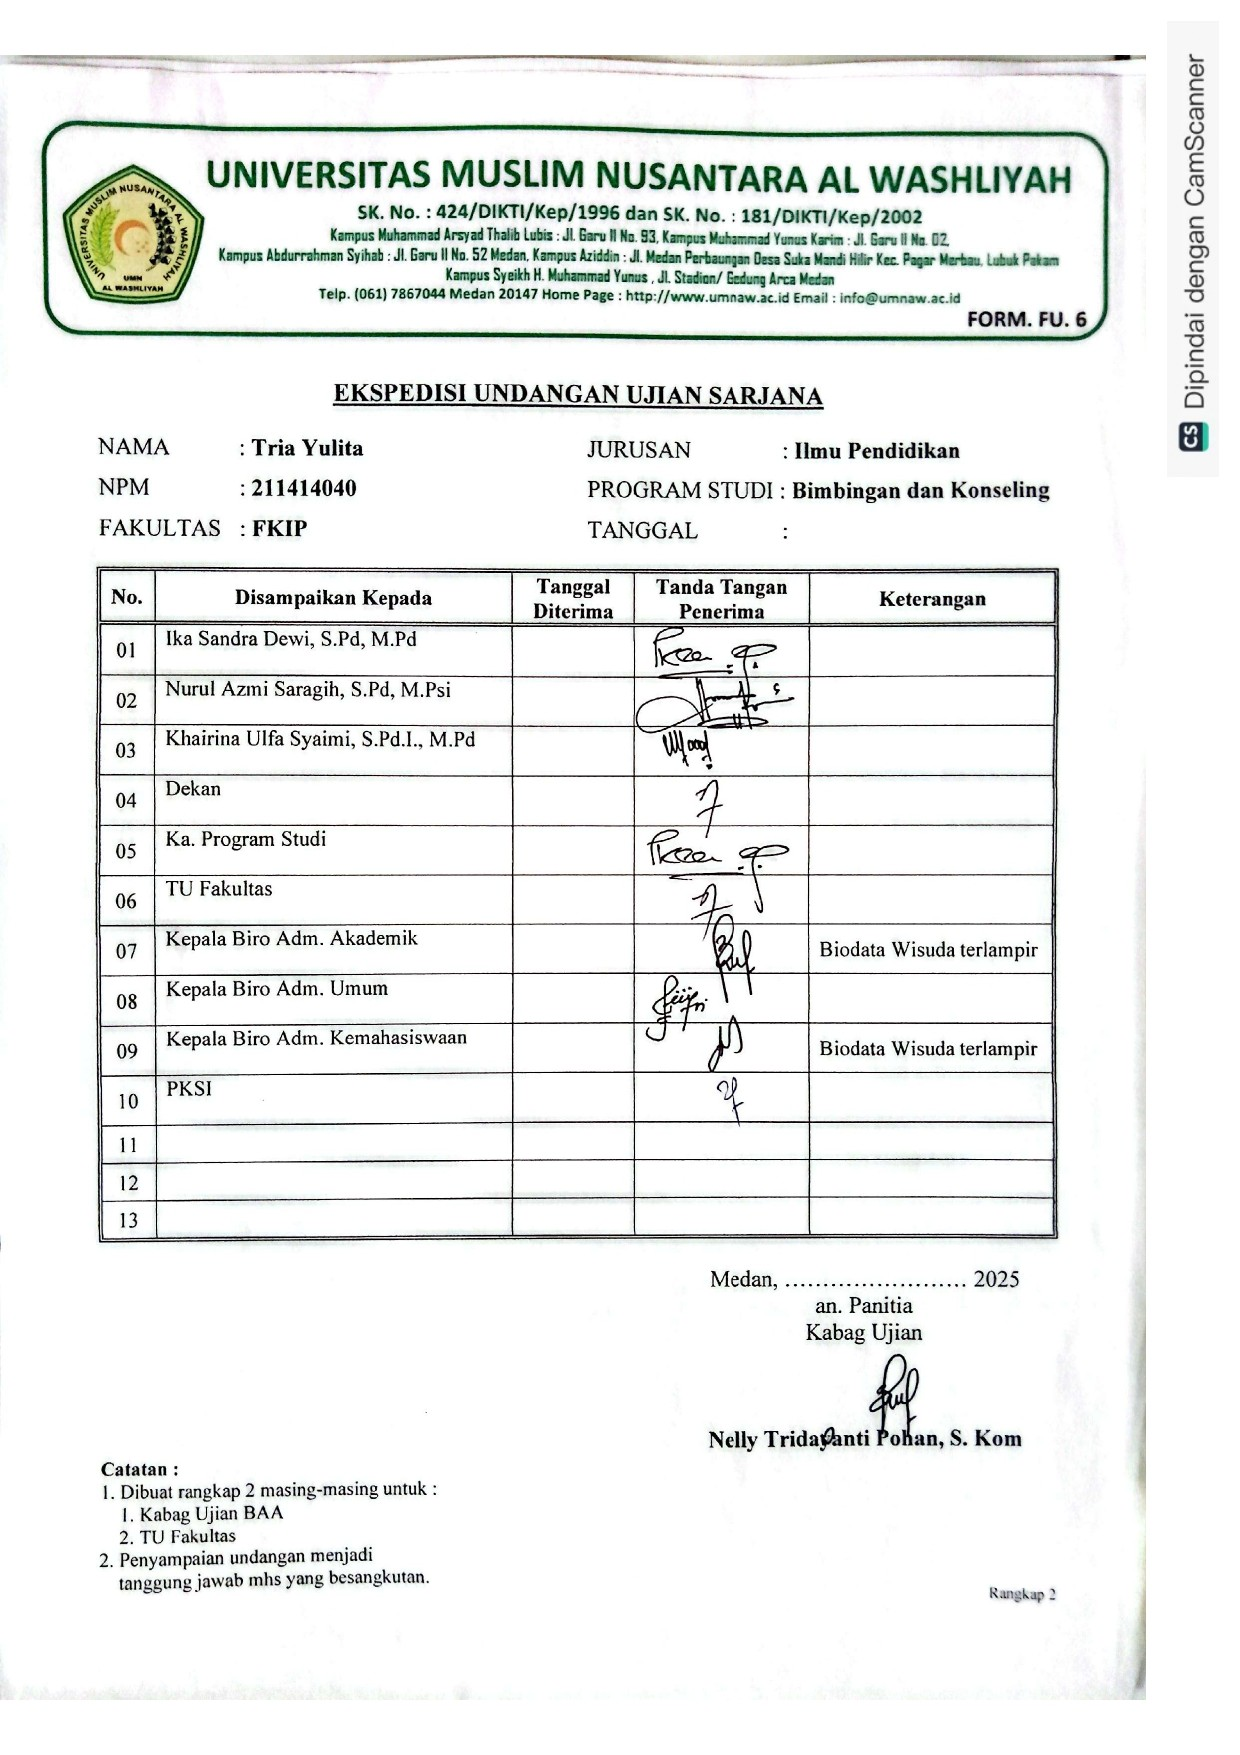 UNIVERSITAS MUSLIM NUSANTARA AL WASHLIYAH
SK. No. : 424/DIKTI/Kep/1996 dan SK. No. : 181/DIKTI/Kep/2002
Kampus Muhammad Arsyad Thalib Lubis : Jl. Garu II No. 93, Kampus Muhammad Yunus Karim : Jl. Garu II No. 02,
Kampus Abdurrahman Syihab : Jl. Garu II No. 52 Medan, Kampus Aziddin : Jl. Medan Perbaungan Desa Suka Mandi Hilir Kec. Pagar Merbau, Lubuk Pakam
Kampus Syeikh H. Muhammad Yunus , Jl. Stadion/ Gedung Arca Medan
Telp. (061) 7867044 Medan 20147 Home Page : http://www.umnaw.ac.id Email : info@umnaw.ac.id
FORM. FU. 6
UNIVERSITAS MUSLIM NUSANTARA AL WASHLIYAH
UMN
AL WASHLIYAH
EKSPEDISI UNDANGAN UJIAN SARJANA
NAMA : Tria Yulita JURUSAN : Ilmu Pendidikan
NPM : 211414040 PROGRAM STUDI : Bimbingan dan Konseling
FAKULTAS : FKIP TANGGAL :
No. Disampaikan Kepada Tanggal Diterima Tanda Tangan Penerima Keterangan
01 Ika Sandra Dewi, S.Pd, M.Pd
02 Nurul Azmi Saragih, S.Pd, M.Psi
03 Khairina Ulfa Syaimi, S.Pd.I., M.Pd
04 Dekan
05 Ka. Program Studi
06 TU Fakultas
07 Kepala Biro Adm. Akademik Biodata Wisuda terlampir
08 Kepala Biro Adm. Umum
09 Kepala Biro Adm. Kemahasiswaan Biodata Wisuda terlampir
10 PKSI
11
12
13
Medan, ........................ 2025
an. Panitia
Kabag Ujian
Nelly Tridayanti Pohan, S. Kom
Catatan :
1. Dibuat rangkap 2 masing-masing untuk :
1. Kabag Ujian BAA
2. TU Fakultas
2. Penyampaian undangan menjadi
tanggung jawab mhs yang besangkutan.
Rangkap 2
CS Dipindai dengan CamScanner